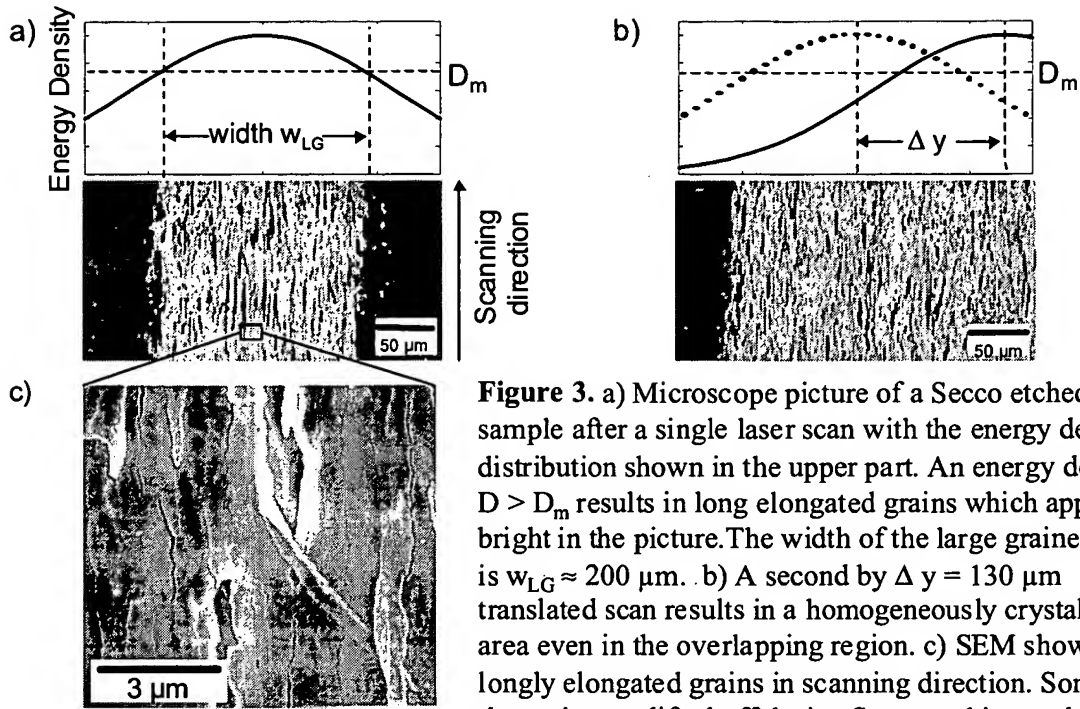 a)
Energy Density
D_m
width w_LG
Scanning direction
50 µm
b)
D_m
Δ y
50 µm
c)
3 µm
Figure 3. a) Microscope picture of a Secco etched
sample after a single laser scan with the energy de
distribution shown in the upper part. An energy de
D > D_m results in long elongated grains which app
bright in the picture.The width of the large graine
is w_LG ≈ 200 µm. b) A second by Δ y = 130 µm
translated scan results in a homogeneously crystal
area even in the overlapping region. c) SEM show
longly elongated grains in scanning direction. Son